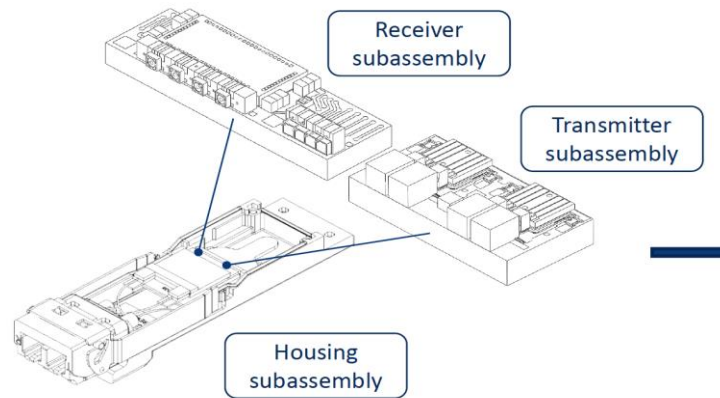 Receiver
subassembly
Transmitter
subassembly
Housing
subassembly